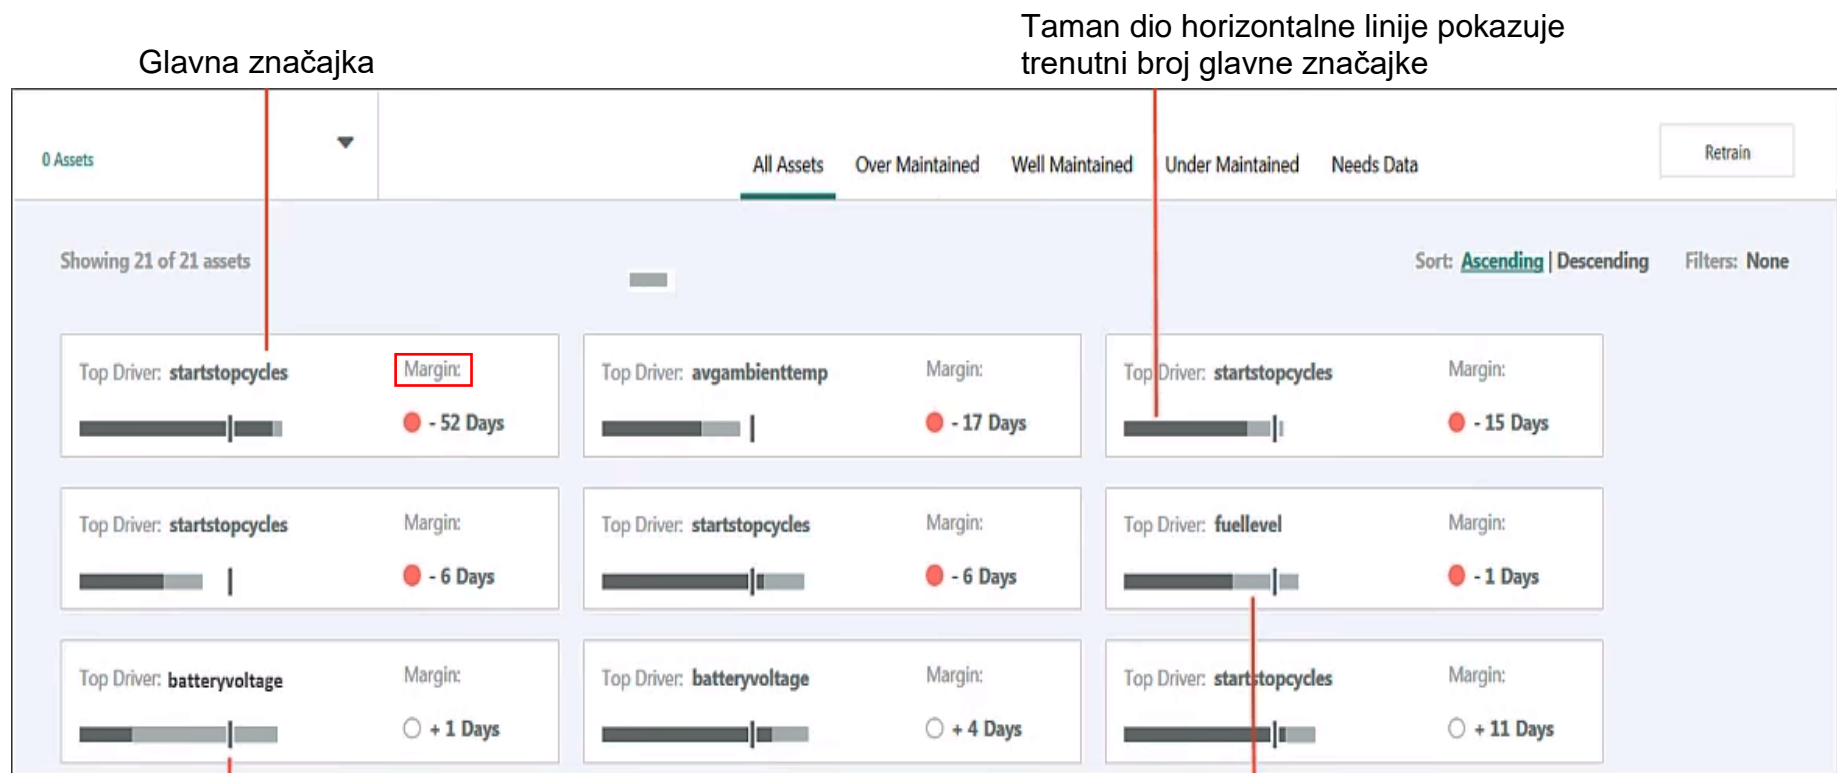 Taman dio horizontalne linije pokazuje
Glavna značajka
trenutni broj glavne značajke
0 Assets
All Assets Over Maintained Well Maintained Under Maintained Needs Data
Retrain
Showing 21 of 21 assets
Sort: Ascending | Descending Filters: None
Top Driver: startstopcycles Margin:
- 52 Days
Top Driver: avgambienttemp Margin:
- 17 Days
Top Driver: startstopcycles Margin:
- 15 Days
Top Driver: startstopcycles Margin:
- 6 Days
Top Driver: startstopcycles Margin:
- 6 Days
Top Driver: fuellevel Margin:
- 1 Days
Top Driver: batteryvoltage Margin:
+ 1 Days
Top Driver: batteryvoltage Margin:
+ 4 Days
Top Driver: startstopcycles Margin:
+ 11 Days